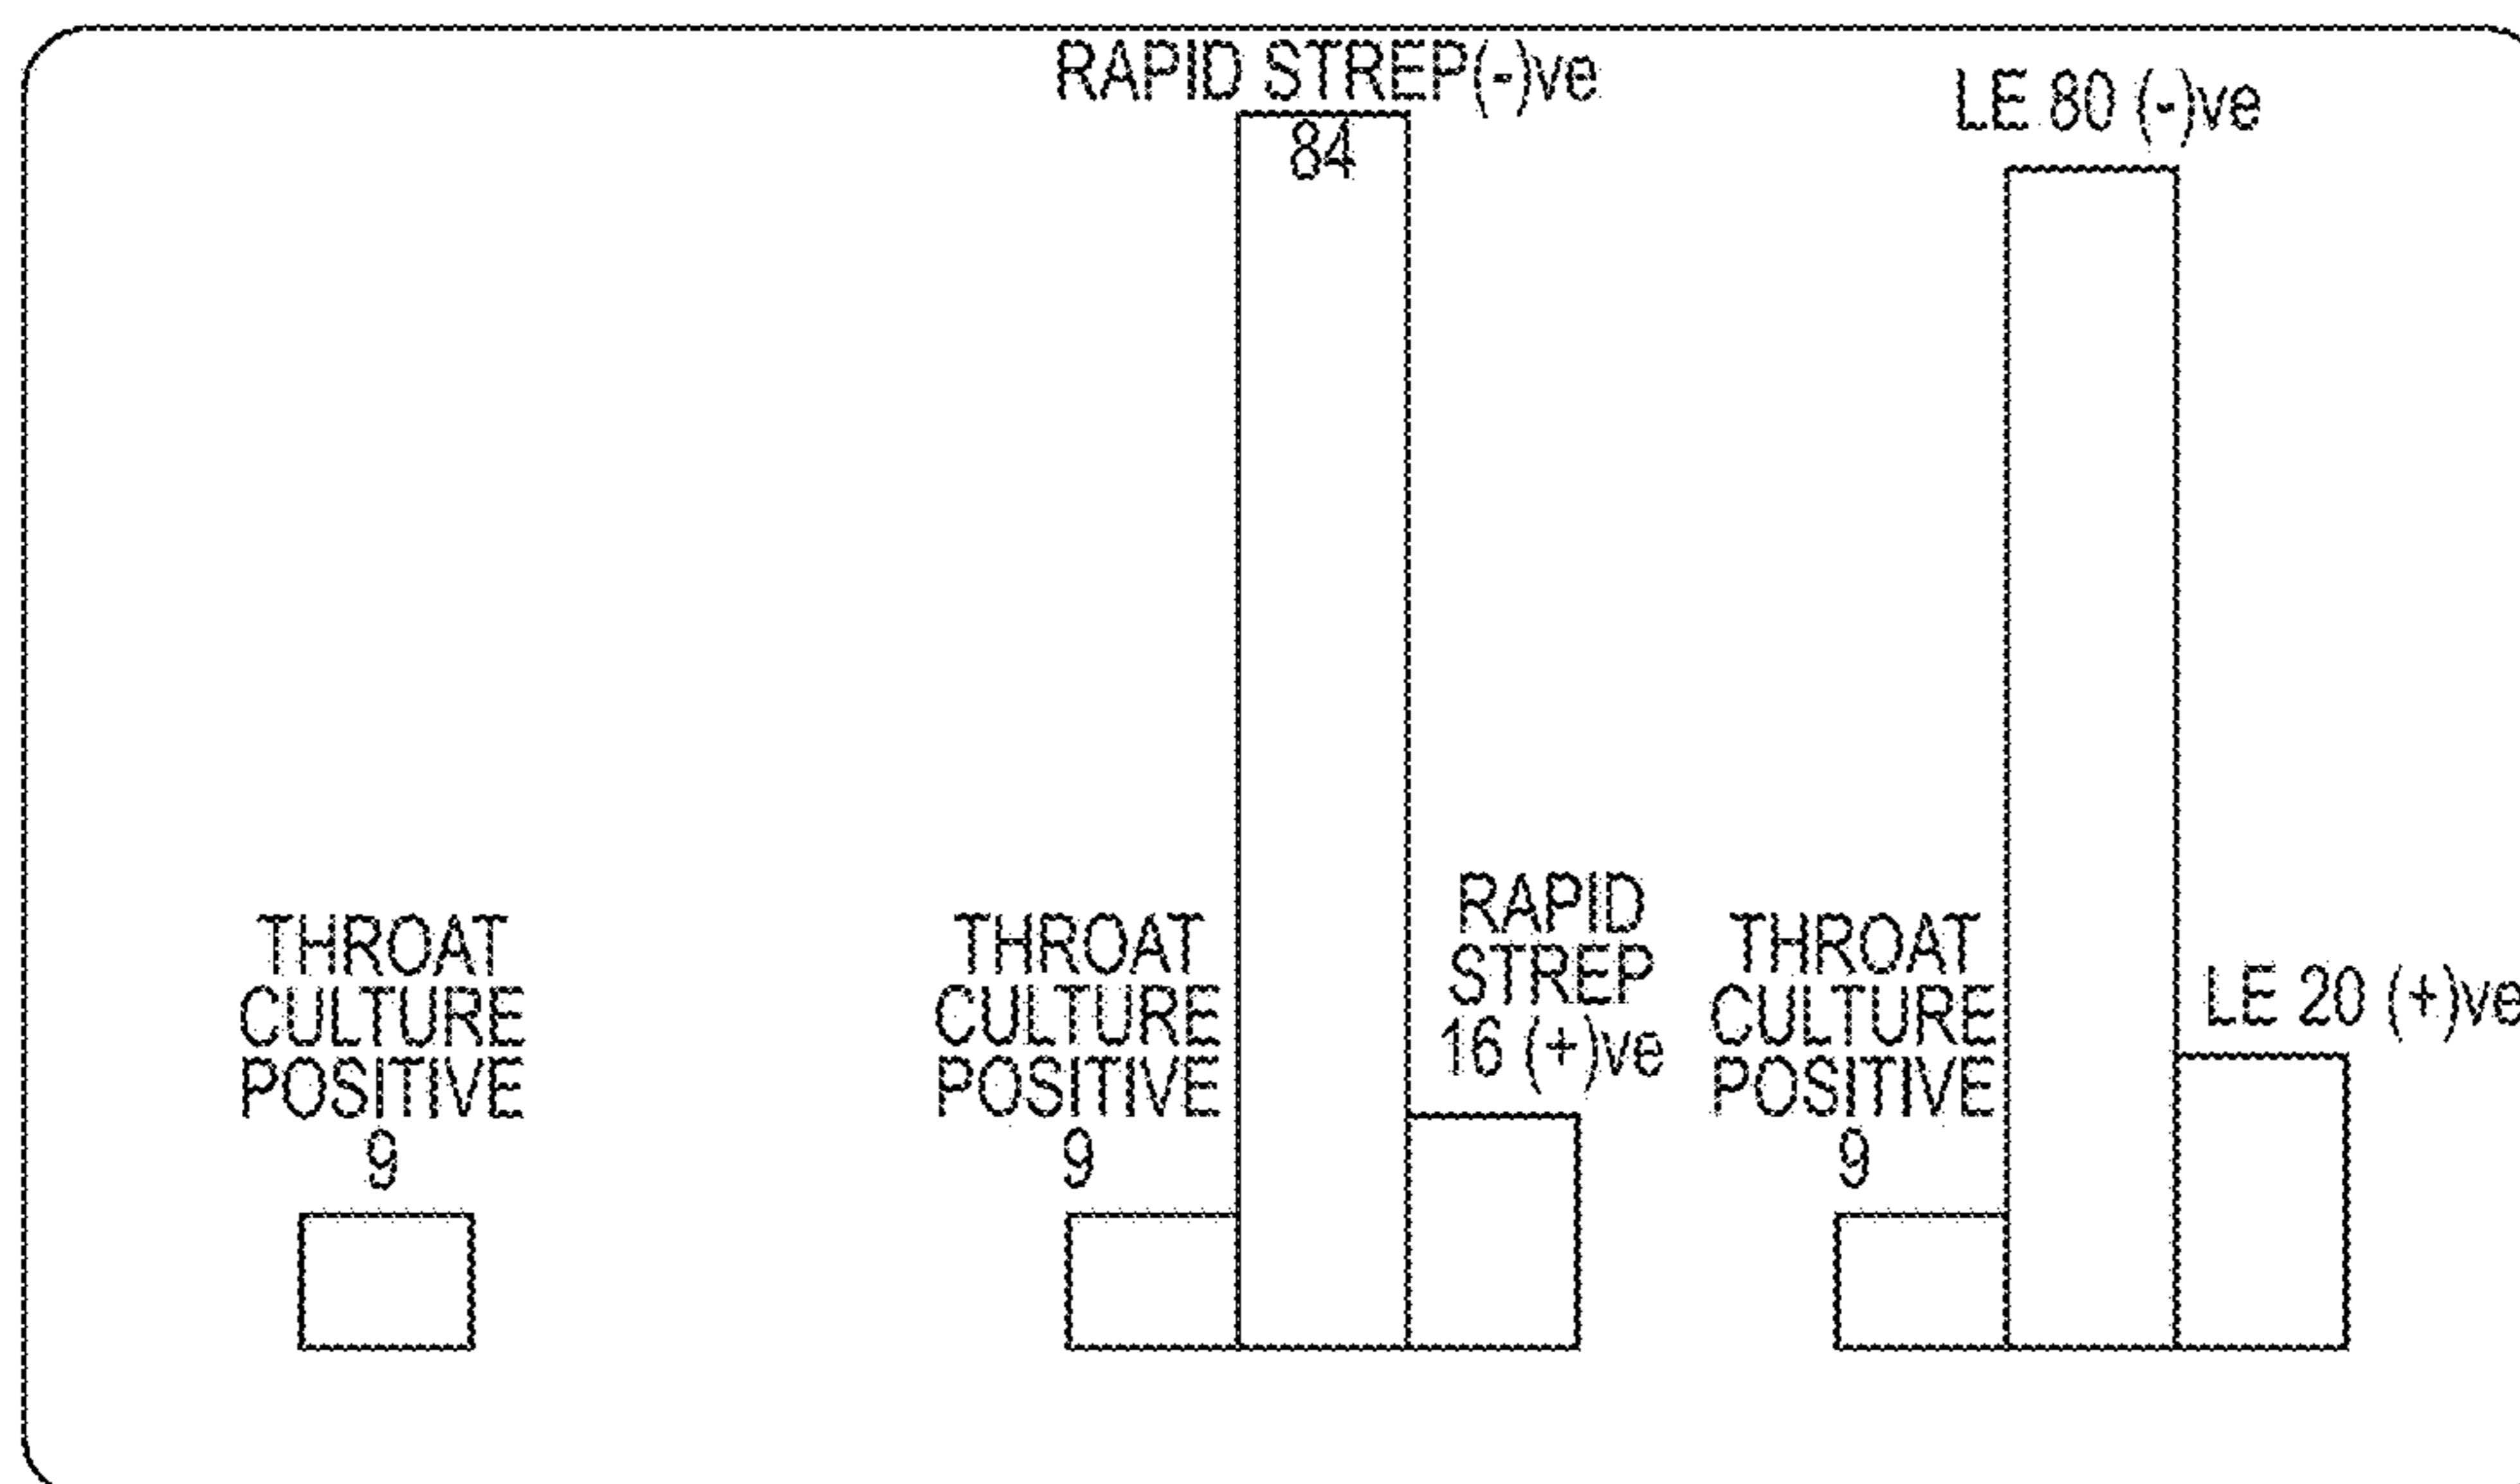 RAPID STREP(-)ve
84
LE 80 (-)ve
THROAT
CULTURE
POSITIVE
9
THROAT
CULTURE
POSITIVE
9
RAPID
STREP
16 (+)ve
THROAT
CULTURE
POSITIVE
9
LE 20 (+)ve